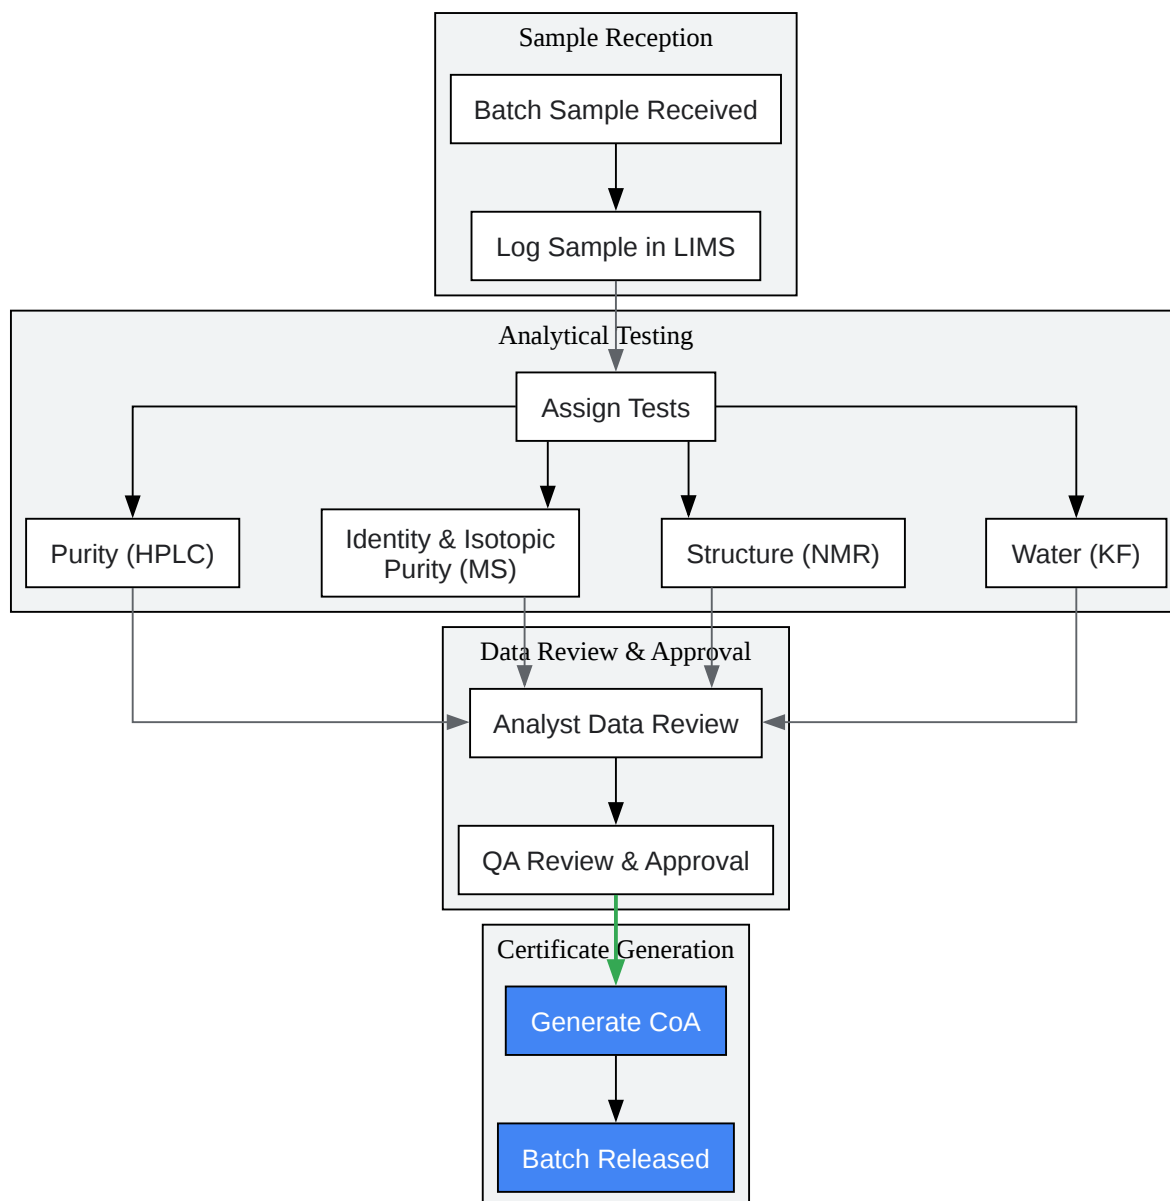 Sample Reception
Batch Sample Received
Log Sample in LIMS
Analytical Testing
Assign Tests
Purity (HPLC)
Identity & Isotopic
Purity (MS)
Structure (NMR)
Water (KF)
Data Review & Approval
Analyst Data Review
QA Review & Approval
Certificate Generation
Generate CoA
Batch Released